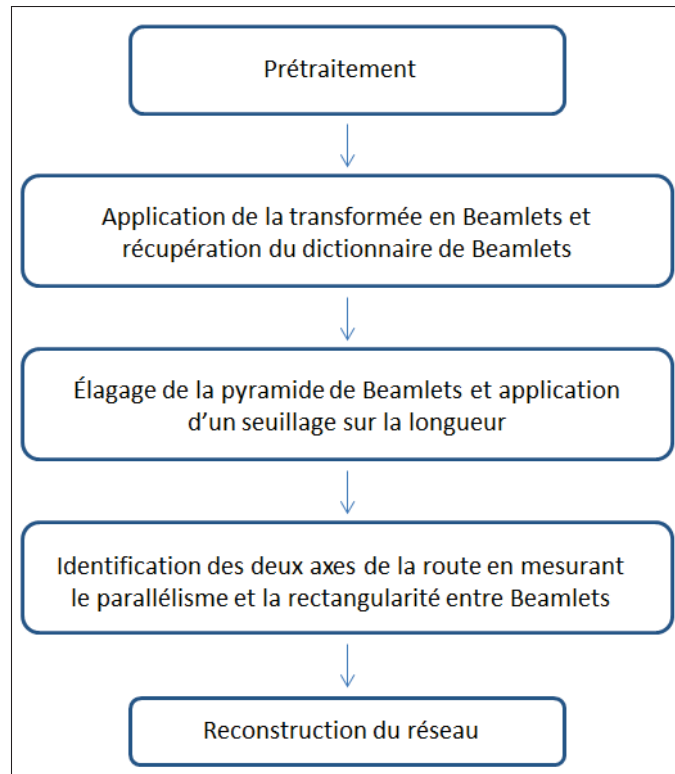 Prétraitement
Application de la transformée en Beamlets et
récupération du dictionnaire de Beamlets
Élagage de la pyramide de Beamlets et application
d’un seuillage sur la longueur
Identification des deux axes de la route en mesurant
le parallélisme et la rectangularité entre Beamlets
Reconstruction du réseau